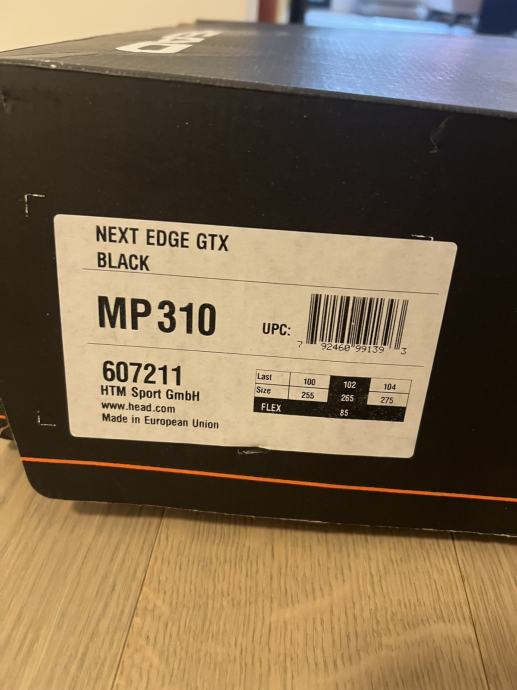 NEXT EDGE GTX
BLACK
MP 310
UPC:
7 92460 99139 3
607211
HTM Sport GmbH
www.head.com
Made in European Union
Last 100 102 104
Size 255 265 275
FLEX 85